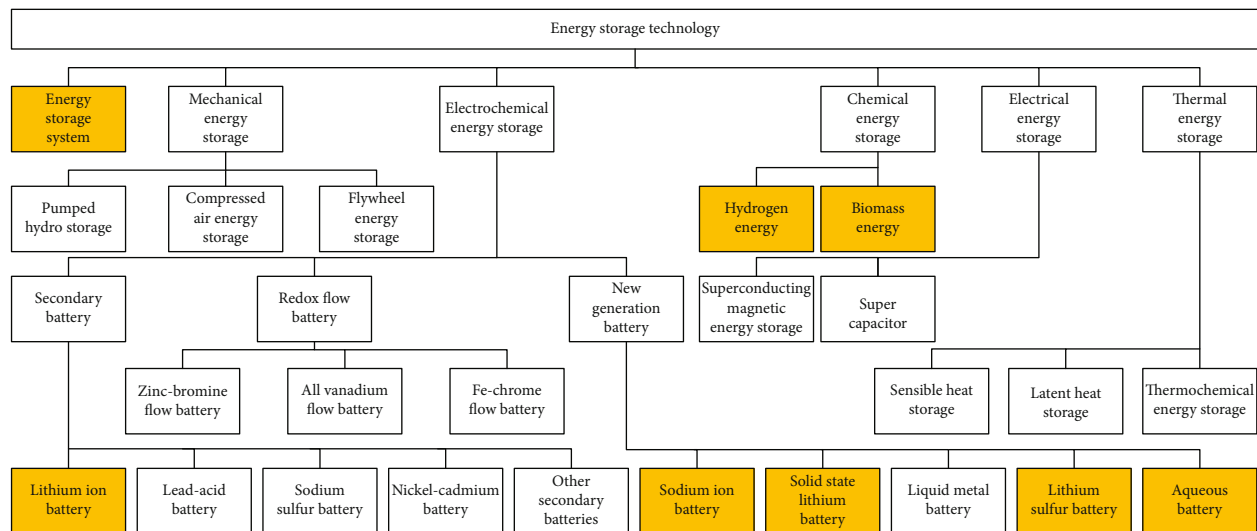 Energy storage technology
Energy
storage
system
Mechanical
energy
storage
Electrochemical
energy storage
Chemical
energy
storage
Electrical
energy
storage
Thermal
energy
storage
Pumped
hydro storage
Compressed
air energy
storage
Flywheel
energy
storage
Hydrogen
energy
Biomass
energy
Secondary
battery
Redox flow
battery
New
generation
battery
Superconducting
magnetic
energy storage
Super
capacitor
Zinc-bromine
flow battery
All vanadium
flow battery
Fe-chrome
flow battery
Sensible heat
storage
Latent heat
storage
Thermochemical
energy storage
Lithium ion
battery
Lead-acid
battery
Sodium
sulfur battery
Nickel-cadmium
battery
Other
secondary
batteries
Sodium ion
battery
Solid state
lithium
battery
Liquid metal
battery
Lithium
sulfur battery
Aqueous
battery